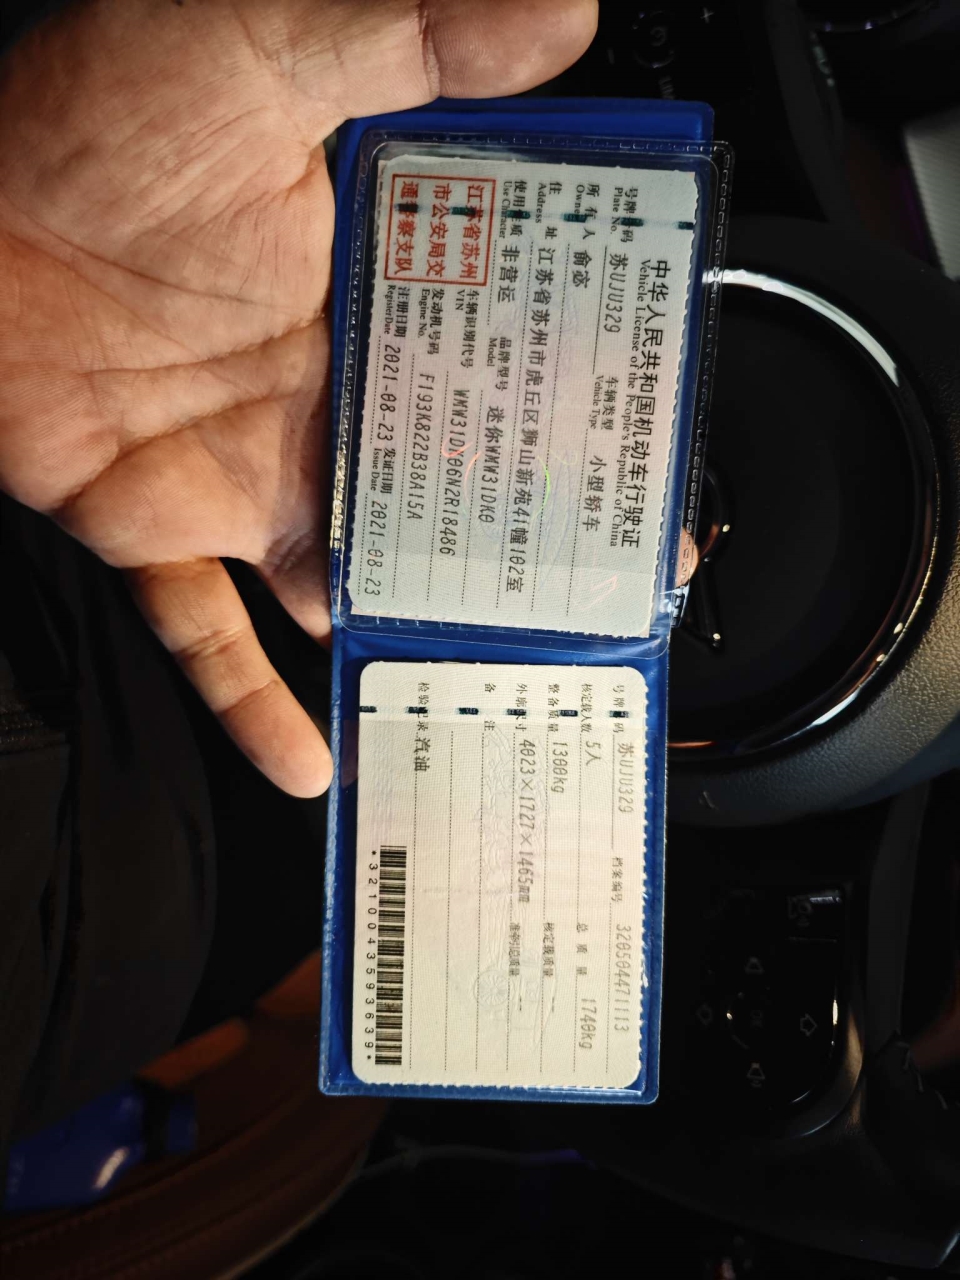 中华人民共和国机动车行驶证
Vehicle License of the People's Republic of China
号牌号码 苏UJU329 车辆类型 小型轿车
Plate No. Vehicle Type
所有人 俞宓
Owner
住址 江苏省苏州市虎丘区狮山新苑41幢102室
Address
使用性质 非营运 品牌型号 迷你WMW31DK0
Use Character Model
江苏省苏州
市公安局交
通警察支队
车辆识别代号 WMW31DX06N2R18486
VIN
发动机号码 F193K822B38A15A
Engine No.
注册日期 2021-08-23 发证日期 2021-08-23
Register Date Issue Date
号牌号码 苏UJU329 档案编号 320504471113
核定载人数 5人 总质量 1740kg
整备质量 1300kg 核定载质量 --
外廓尺寸 4023×1727×1465 准牵引总质量 --
备注
检验记录 汽油
*3210043593639*